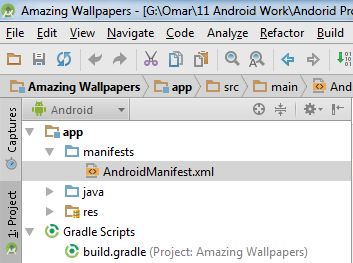 Amazing Wallpapers - [G:\Omar\11 Android Work\Andorid Pro
File Edit View Navigate Code Analyze Refactor Build
Amazing Wallpapers app src main An
Android
Captures
1: Project
app
manifests
AndroidManifest.xml
java
res
Gradle Scripts
build.gradle (Project: Amazing Wallpapers)